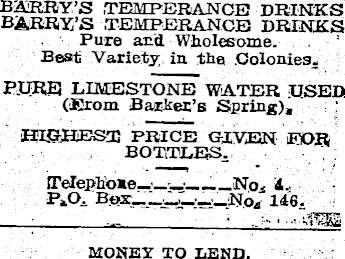 BARRY'S TEMPERANCE DRINKS
BARRY'S TEMPERANCE DRINKS
Pure and Wholesome.
Best Variety in the Colonies.
PURE LIMESTONE WATER USED
(From Barker's Spring).
HIGHEST PRICE GIVEN FOR
BOTTLES.
Telephone No. 4.
P.O. Box No. 146.
MONEY TO LEND.